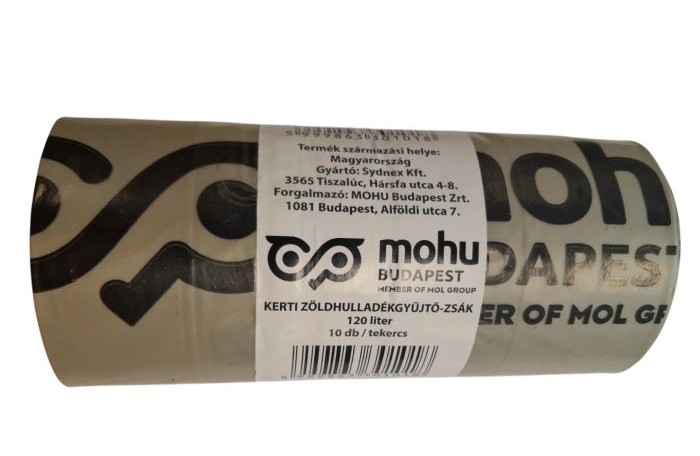 5999863301018
Termék származási helye:
Magyarország
Gyártó: Sydnex Kft.
3565 Tiszalúc, Hársfa utca 4-8.
Forgalmazó: MOHU Budapest Zrt.
1081 Budapest, Alföldi utca 7.
mohu
BUDAPEST
MEMBER OF MOL GROUP
KERTI ZÖLDHULLADÉKGYŰJTŐ-ZSÁK
120 liter
10 db / tekercs
moh
DAPEST
ER OF MOL GR